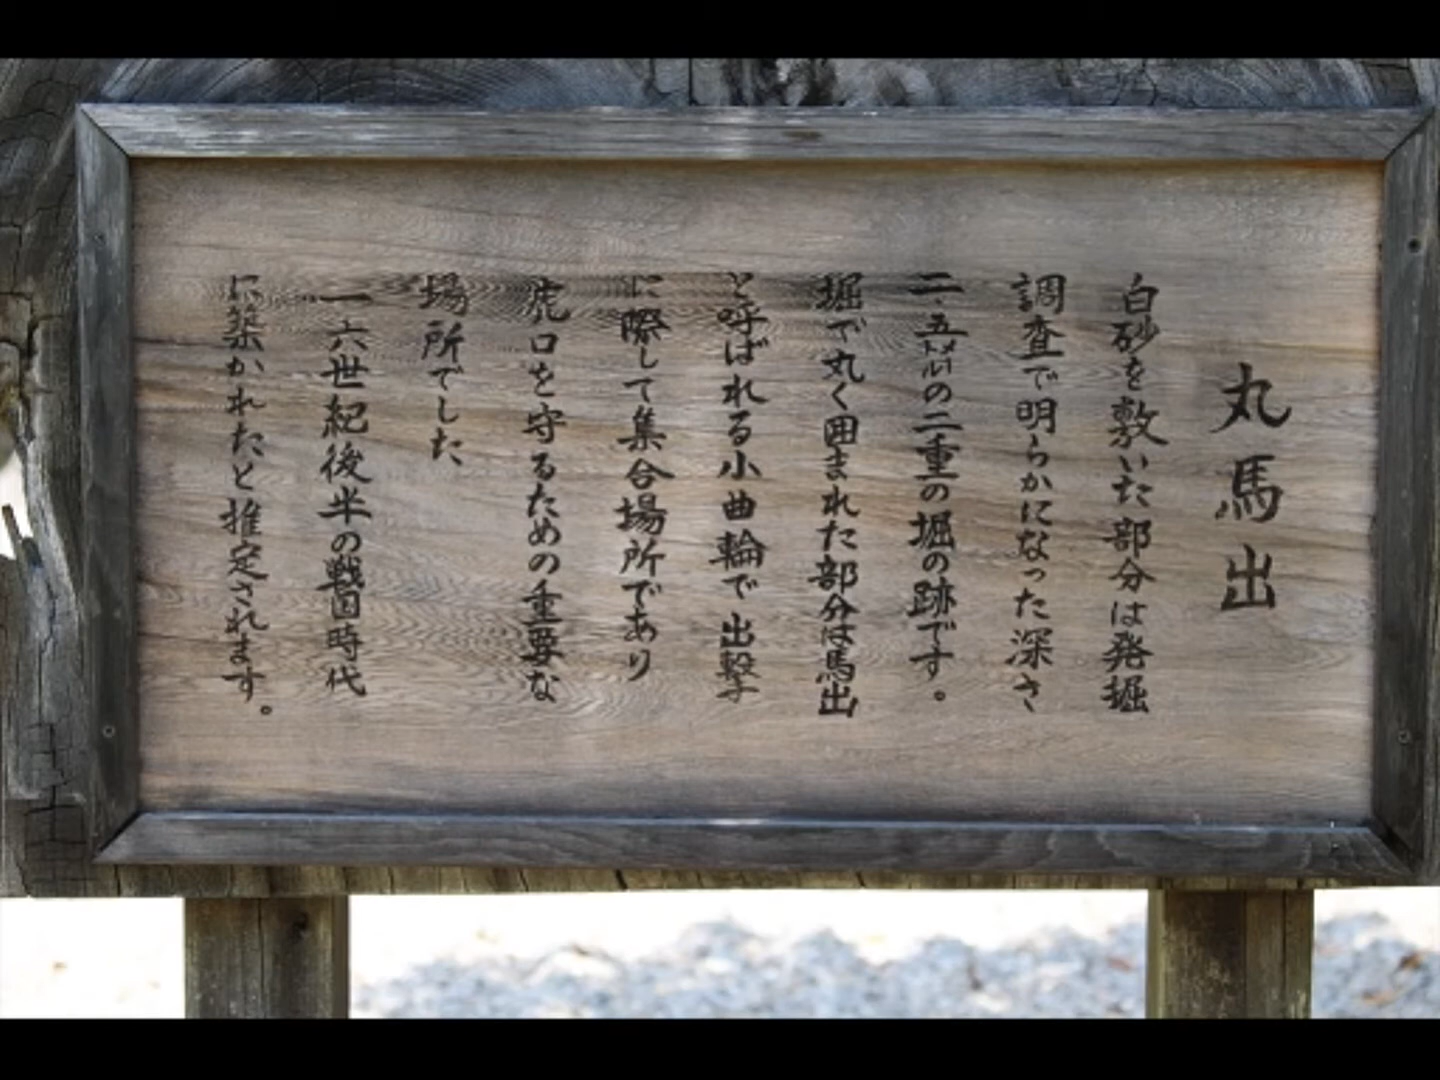 丸馬出
白砂を敷いた部分は発掘
調査で明らかになった深さ
二・五㍍の二重の堀の跡です。
堀で丸く囲まれた部分は馬出
と呼ばれる小曲輪で出撃
に際して集合場所であり
虎口を守るための重要な
場所でした、
一六世紀後半の戦国時代
に築かれたと推定されます。